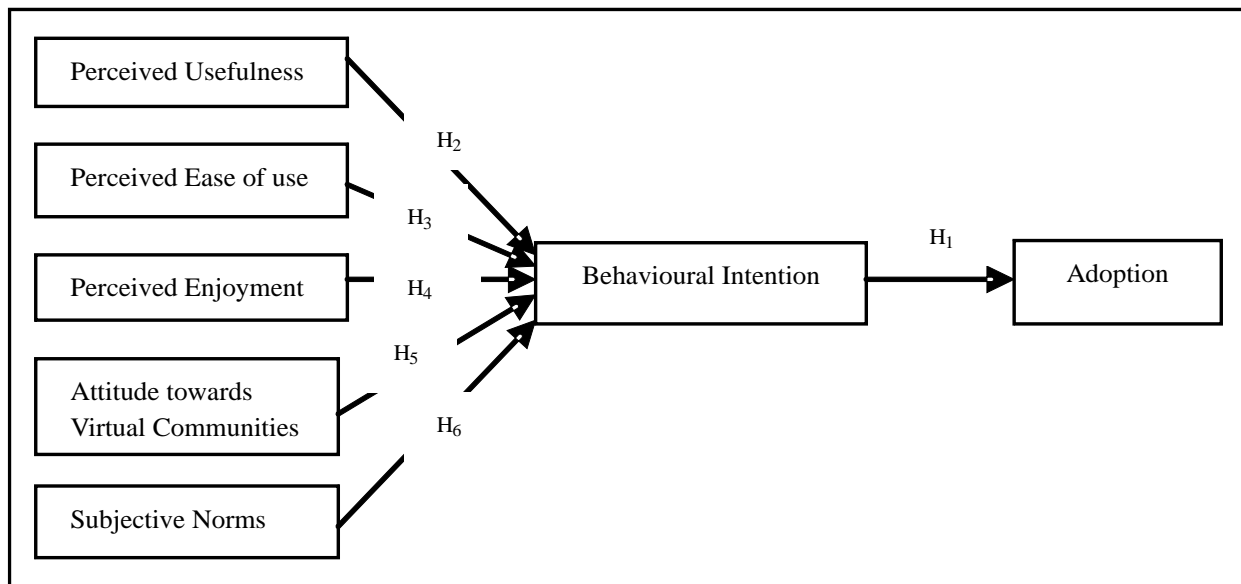 Perceived Usefulness
H₂
Perceived Ease of use
H₃
Perceived Enjoyment
H₄
Attitude towards
Virtual Communities
H₅
Subjective Norms
H₆
Behavioural Intention
H₁
Adoption